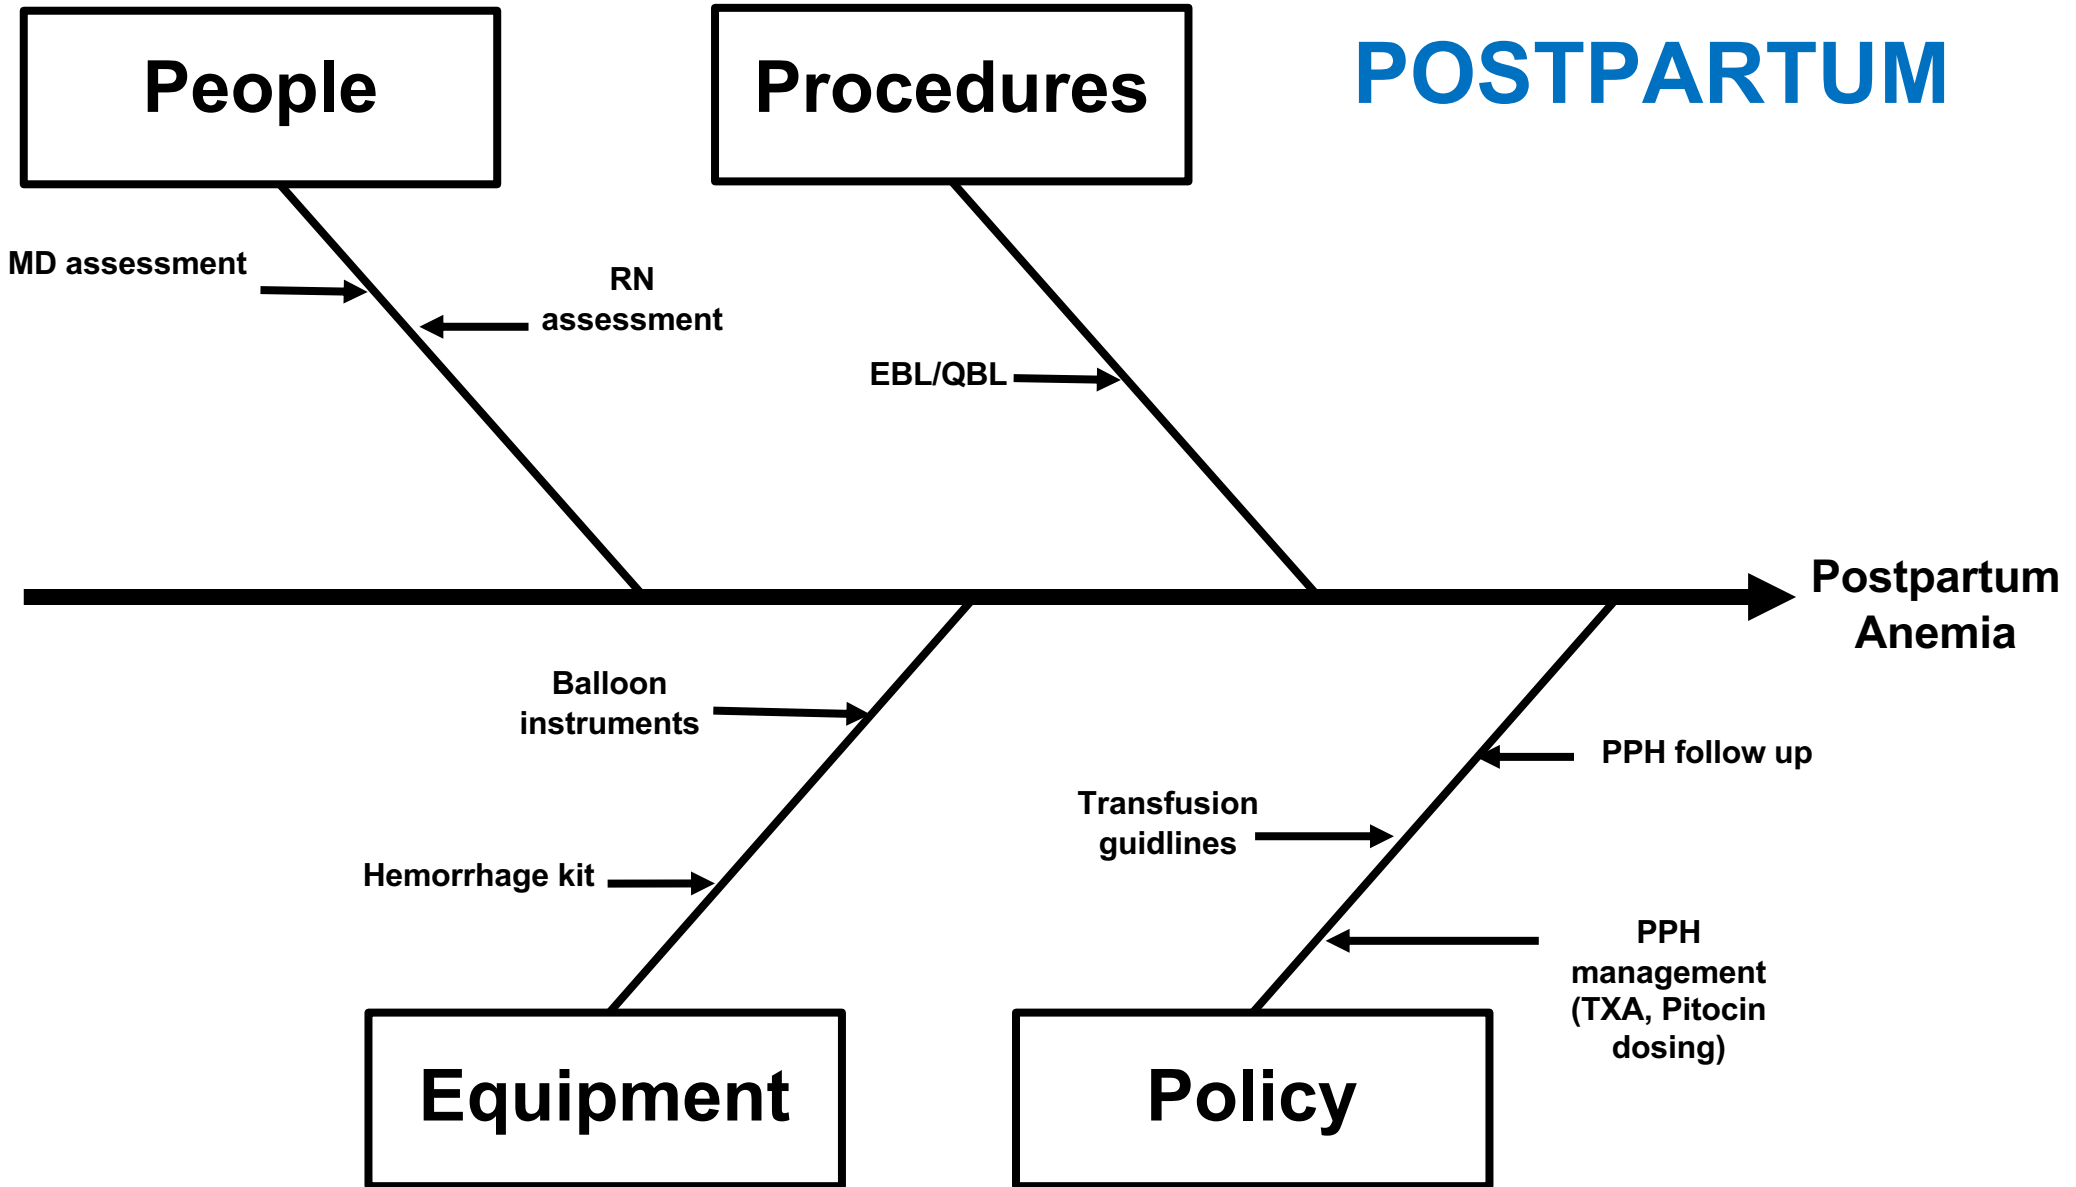 People
Procedures
POSTPARTUM
MD assessment
RN
assessment
EBL/QBL
Postpartum
Anemia
Balloon
instruments
PPH follow up
Transfusion
guidlines
Hemorrhage kit
PPH
management
(TXA, Pitocin
dosing)
Equipment
Policy